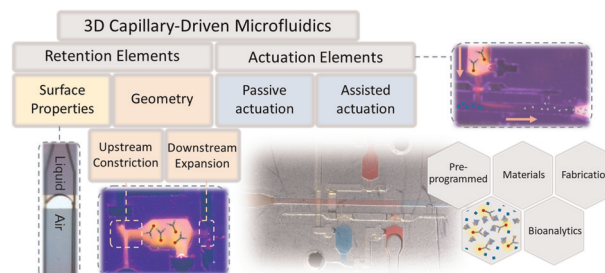 3D Capillary-Driven Microfluidics
Retention Elements
Actuation Elements
Surface
Properties
Geometry
Passive
actuation
Assisted
actuation
Upstream
Constriction
Downstream
Expansion
Liquid
Air
Pre-
programmed
Materials
Fabrication
Bioanalytics